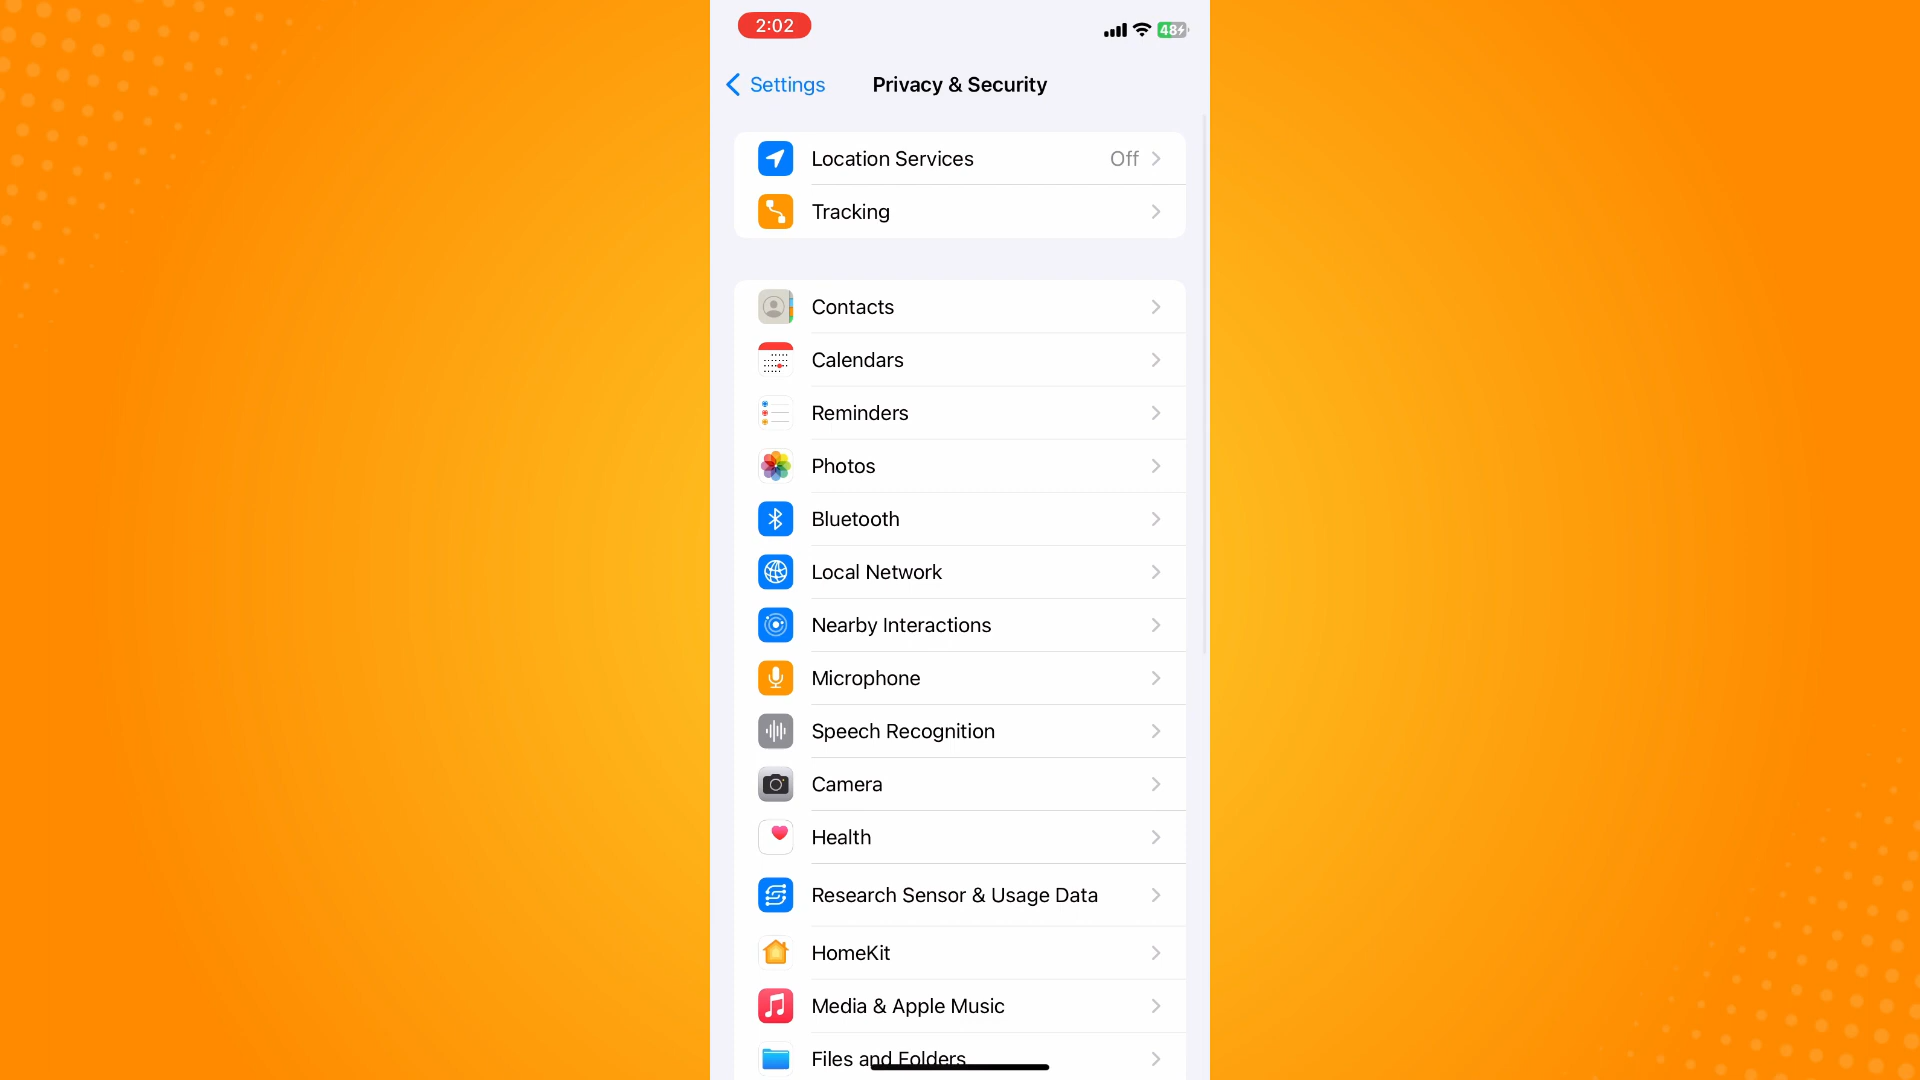 2:02
48
Settings
Privacy & Security
Location Services
Off
Tracking
Contacts
Calendars
Reminders
Photos
Bluetooth
Local Network
Nearby Interactions
Microphone
Speech Recognition
Camera
Health
Research Sensor & Usage Data
HomeKit
Media & Apple Music
Files and Folders